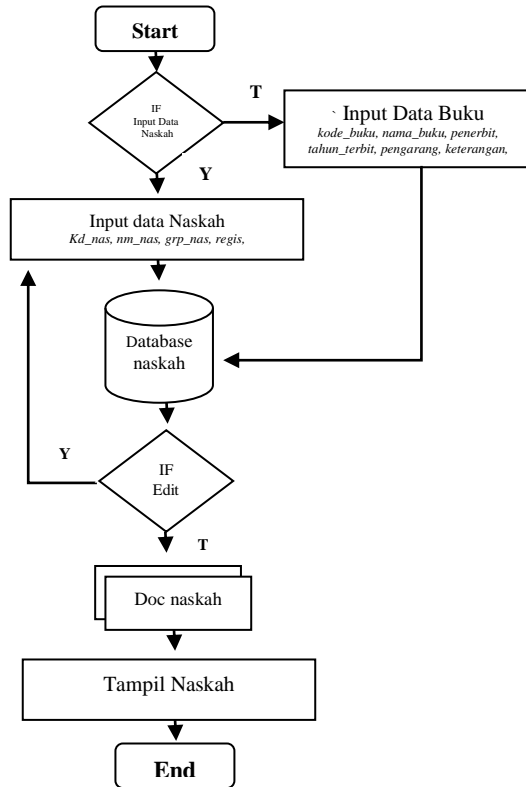 Start
IF
Input Data
Naskah
T
` Input Data Buku
kode_buku, nama_buku, penerbit,
tahun_terbit, pengarang, keterangan,
Y
Input data Naskah
Kd_nas, nm_nas, grp_nas, regis,
Database
naskah
Y
IF
Edit
T
Doc naskah
Tampil Naskah
End